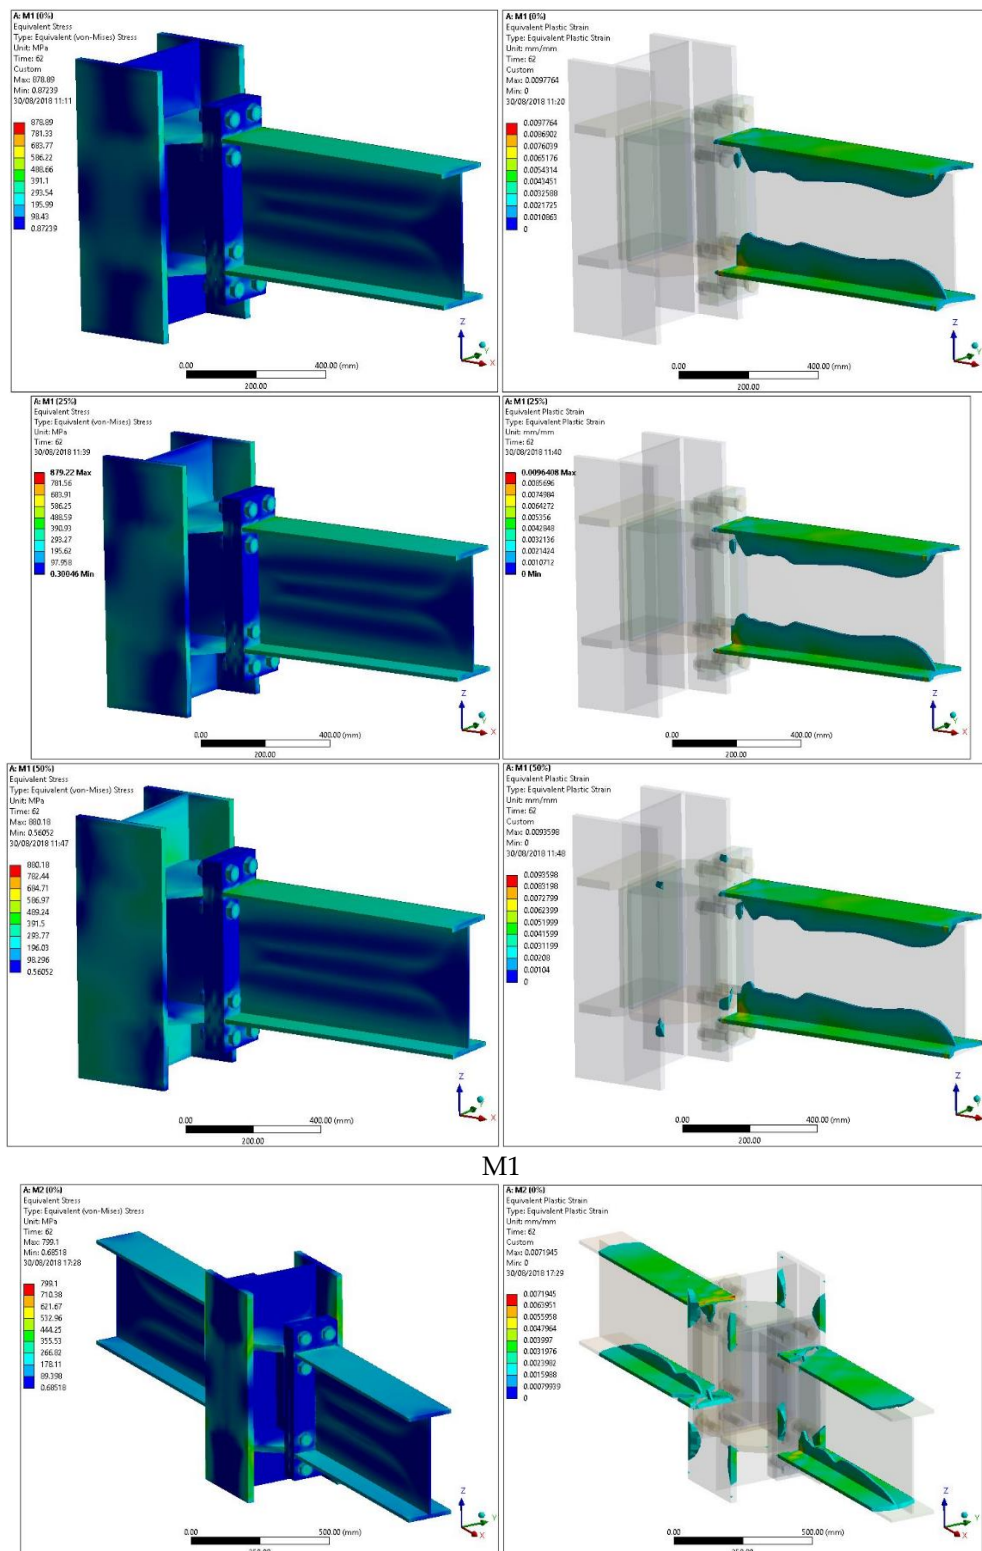 A: M1 (0%)
Equivalent Stress
Type: Equivalent (von-Mises) Stress
Unit: MPa
Time: 62
Custom
Max: 878.89
Min: 0.87239
30/08/2018 11:11
878.89
781.33
683.77
586.22
488.66
391.1
293.54
195.99
98.43
0.87239
0.00
200.00
400.00 (mm)
Z
Y
X
A: M1 (0%)
Equivalent Plastic Strain
Type: Equivalent Plastic Strain
Unit: mm/mm
Time: 62
Custom
Max: 0.0097764
Min: 0
30/08/2018 11:20
0.0097764
0.0086902
0.0076039
0.0065176
0.0054314
0.0043451
0.0032588
0.0021725
0.0010863
0
0.00
200.00
400.00 (mm)
Z
Y
X
A: M1 (25%)
Equivalent Stress
Type: Equivalent (von-Mises) Stress
Unit: MPa
Time: 62
30/08/2018 11:39
879.22 Max
781.56
683.91
586.25
488.59
390.93
293.27
195.62
97.958
0.30046 Min
0.00
200.00
400.00 (mm)
Z
Y
X
A: M1 (25%)
Equivalent Plastic Strain
Type: Equivalent Plastic Strain
Unit: mm/mm
Time: 62
30/08/2018 11:40
0.0096408 Max
0.0085696
0.0074984
0.0064272
0.005356
0.0042848
0.0032136
0.0021424
0.0010712
0 Min
0.00
200.00
400.00 (mm)
Z
Y
X
A: M1 (50%)
Equivalent Stress
Type: Equivalent (von-Mises) Stress
Unit: MPa
Time: 62
Max: 880.18
Min: 0.56052
30/08/2018 11:47
880.18
782.44
684.71
586.97
489.24
391.5
293.77
196.03
98.296
0.56052
0.00
200.00
400.00 (mm)
Z
Y
X
A: M1 (50%)
Equivalent Plastic Strain
Type: Equivalent Plastic Strain
Unit: mm/mm
Time: 62
Custom
Max: 0.0093598
Min: 0
30/08/2018 11:48
0.0093598
0.0083198
0.0072799
0.0062399
0.0051999
0.0041599
0.0031199
0.00208
0.00104
0
0.00
200.00
400.00 (mm)
Z
Y
X
M1
A: M2 (0%)
Equivalent Stress
Type: Equivalent (von-Mises) Stress
Unit: MPa
Time: 62
Max: 799.1
Min: 0.68518
30/08/2018 17:28
799.1
710.38
621.67
532.96
444.25
355.53
266.82
178.11
89.398
0.68518
0.00
500.00 (mm)
Z
Y
X
A: M2 (0%)
Equivalent Plastic Strain
Type: Equivalent Plastic Strain
Unit: mm/mm
Time: 62
Custom
Max: 0.0071945
Min: 0
30/08/2018 17:29
0.0071945
0.0063951
0.0055958
0.0047964
0.003997
0.0031976
0.0023982
0.0015988
0.00079939
0
0.00
500.00 (mm)
Z
Y
X